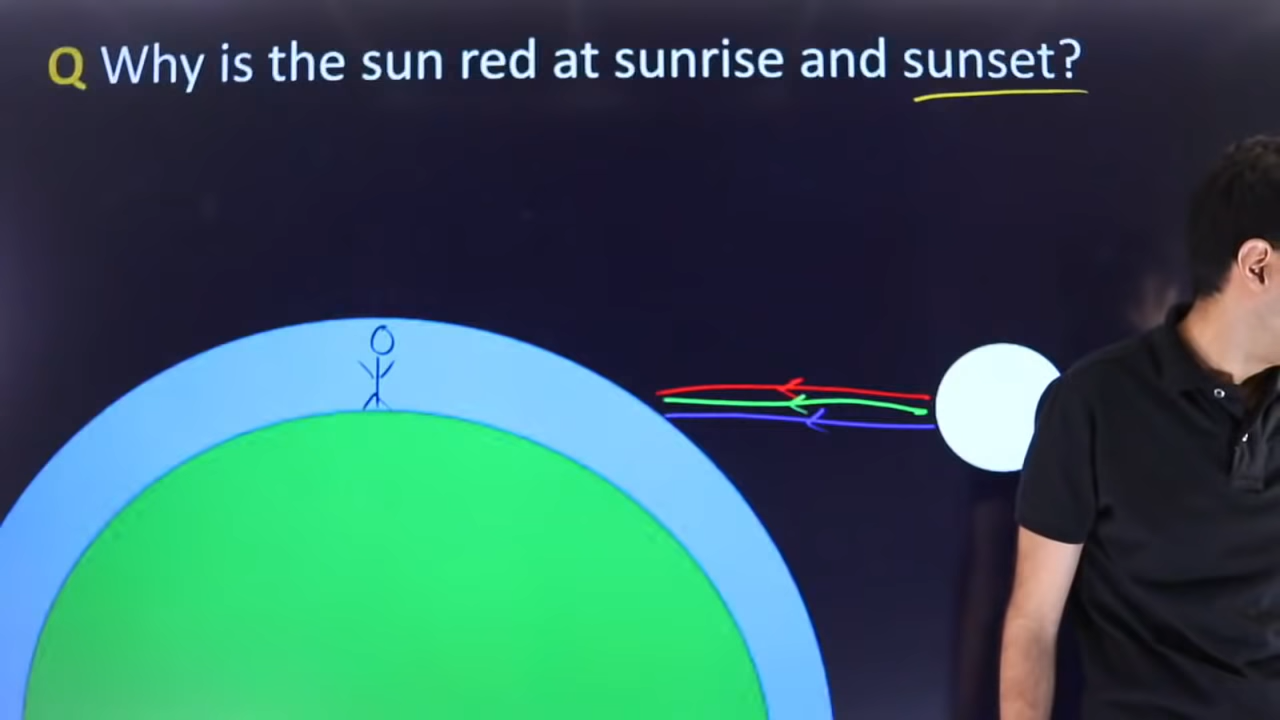 Q Why is the sun red at sunrise and sunset?